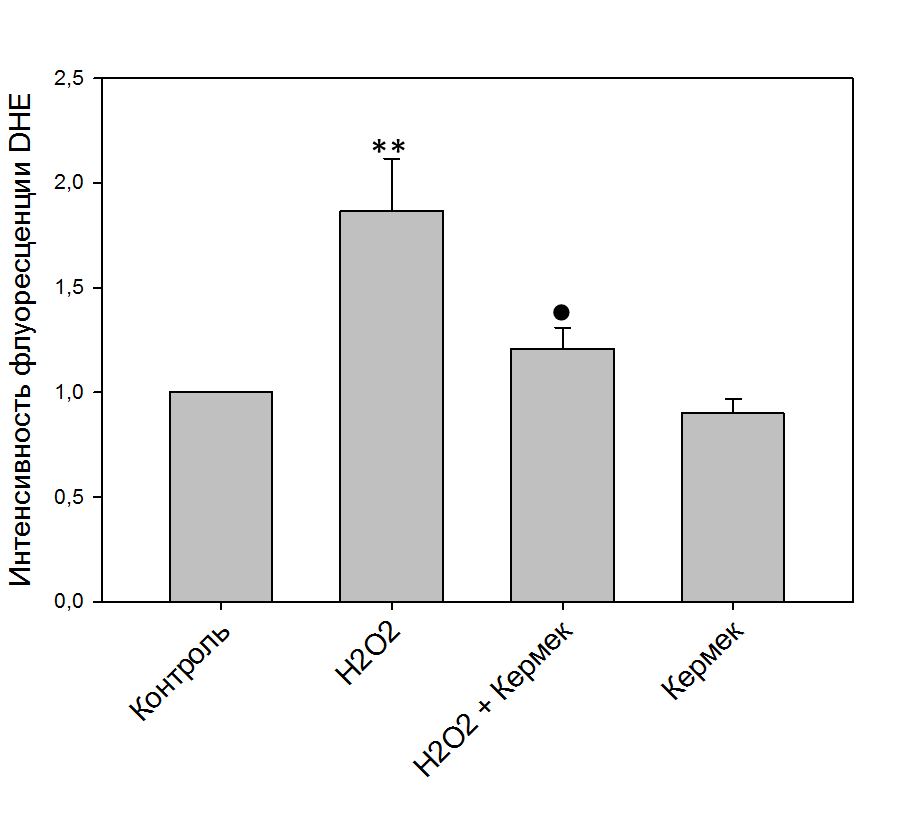 Интенсивность флуоресценции DHE
2,5
2,0
1,5
1,0
0,5
0,0
**
●
Контроль
H2O2
H2O2 + Кермек
Кермек